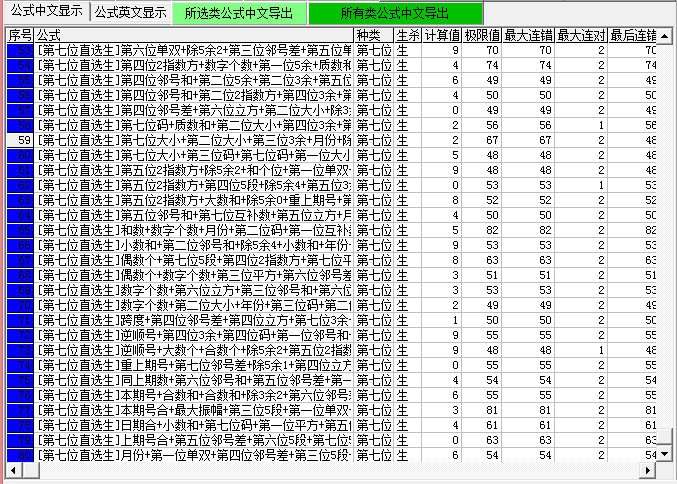 公式中文显示 公式英文显示 所选类公式中文导出 所有类公式中文导出
序号 公式 种类 生杀 计算值 极限值 最大连错 最大连对 最后连错
[第七位直选生]第六位单双+除5余2+第三位邻号差+第五位单 第七位 生 9 70 70 2 70
[第七位直选生]第四位2指数方+数字个数+第一位5余+质数和 第七位 生 4 74 74 2 74
[第七位直选生]第四位邻号和+第二位5余+第二位3余+第五位 第七位 生 6 49 49 2 49
[第七位直选生]第四位邻号和+第二位2指数方+第四位3余+第 第七位 生 4 50 50 2 50
[第七位直选生]第四位邻号差+第六位立方+第二位大小+除3 第七位 生 0 49 49 2 49
[第七位直选生]第七位码+质数和+第二位大小+第四位3余+第 第七位 生 2 56 56 1 56
59 [第七位直选生]第七位大小+第二位大小+第三位3余+月份+除 第七位 生 2 67 67 2 46
[第七位直选生]第七位大小+第三位码+第七位码+第一位大小 第七位 生 5 48 48 2 48
[第七位直选生]第五位2指数方+除5余2+和个位+第一位单双 第七位 生 9 48 48 2 48
[第七位直选生]第五位2指数方+第四位5段+除5余4+第五位3 第七位 生 0 53 53 1 53
[第七位直选生]第五位2指数方+大数和+除5余0+重上期号+第 第七位 生 8 52 52 2 52
[第七位直选生]第五位邻号和+第七位互补数+第五位立方+月 第七位 生 4 50 50 2 50
[第七位直选生]和数+数字个数+月份+第二位码+第一位互补 第七位 生 5 82 82 2 82
[第七位直选生]小数和+第二位邻号和+除5余4+小数和+年份 第七位 生 9 53 53 2 53
[第七位直选生]偶数个+第七位5段+第四位2指数方+第七位平 第七位 生 8 63 63 2 63
[第七位直选生]偶数个+数字个数+第三位平方+第六位邻号差 第七位 生 3 51 51 2 51
[第七位直选生]数字个数+第六位立方+第三位邻号和+第六位 第七位 生 3 53 53 2 53
[第七位直选生]数字个数+第二位大小+年份+第三位码+第二 第七位 生 2 49 49 2 49
[第七位直选生]跨度+第四位邻号差+第四位立方+第七位3余 第七位 生 1 50 50 2 50
[第七位直选生]逆顺号+第四位3余+第四位码+第一位邻号和 第七位 生 9 55 55 2 55
[第七位直选生]逆顺号+大数个+合数个+除5余2+第五位2指数 第七位 生 9 48 48 1 46
[第七位直选生]重上期号+第七位邻号差+除5余1+第四位立方 第七位 生 0 55 55 2 55
[第七位直选生]同上期数+第六位邻号和+第五位邻号差+第一 第七位 生 4 54 54 2 54
[第七位直选生]本期号+合数和+合数和+除3余2+第六位邻号 第七位 生 6 55 55 2 55
[第七位直选生]本期号合+最大振幅+第三位5段+第一位单双 第七位 生 3 81 81 2 81
[第七位直选生]日期合+小数和+第七位码+第一位平方+第五 第七位 生 4 61 61 2 61
[第七位直选生]上期号合+第五位邻号差+第六位5段+第七位 第七位 生 0 63 63 2 63
[第七位直选生]月份+第一位单双+第四位邻号差+第三位5段 第七位 生 6 54 54 2 54